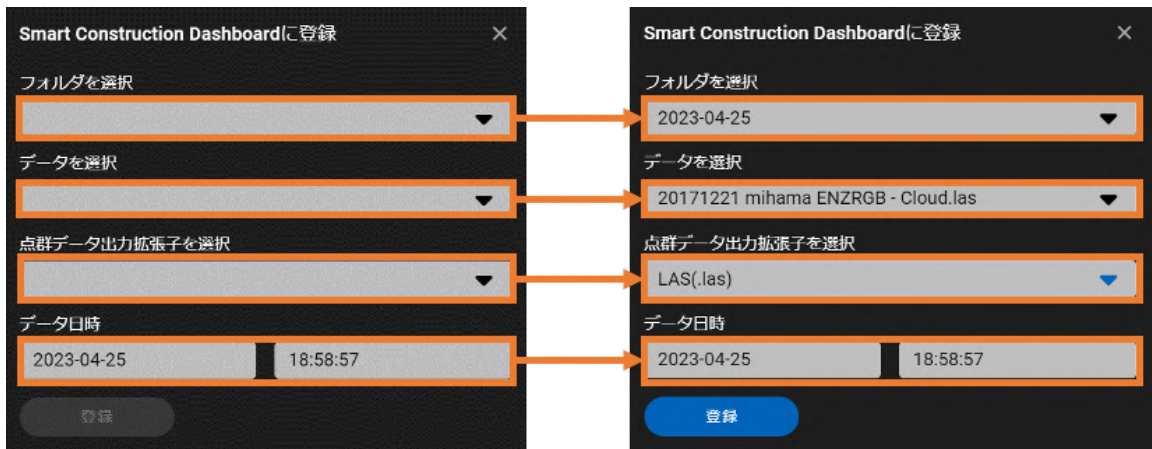 Smart Construction Dashboardに登録
フォルダを選択
データを選択
点群データ出力拡張子を選択
データ日時
2023-04-25
18:58:57
登録
Smart Construction Dashboardに登録
フォルダを選択
2023-04-25
データを選択
20171221 mihama ENZRGB - Cloud.las
点群データ出力拡張子を選択
LAS(.las)
データ日時
2023-04-25
18:58:57
登録